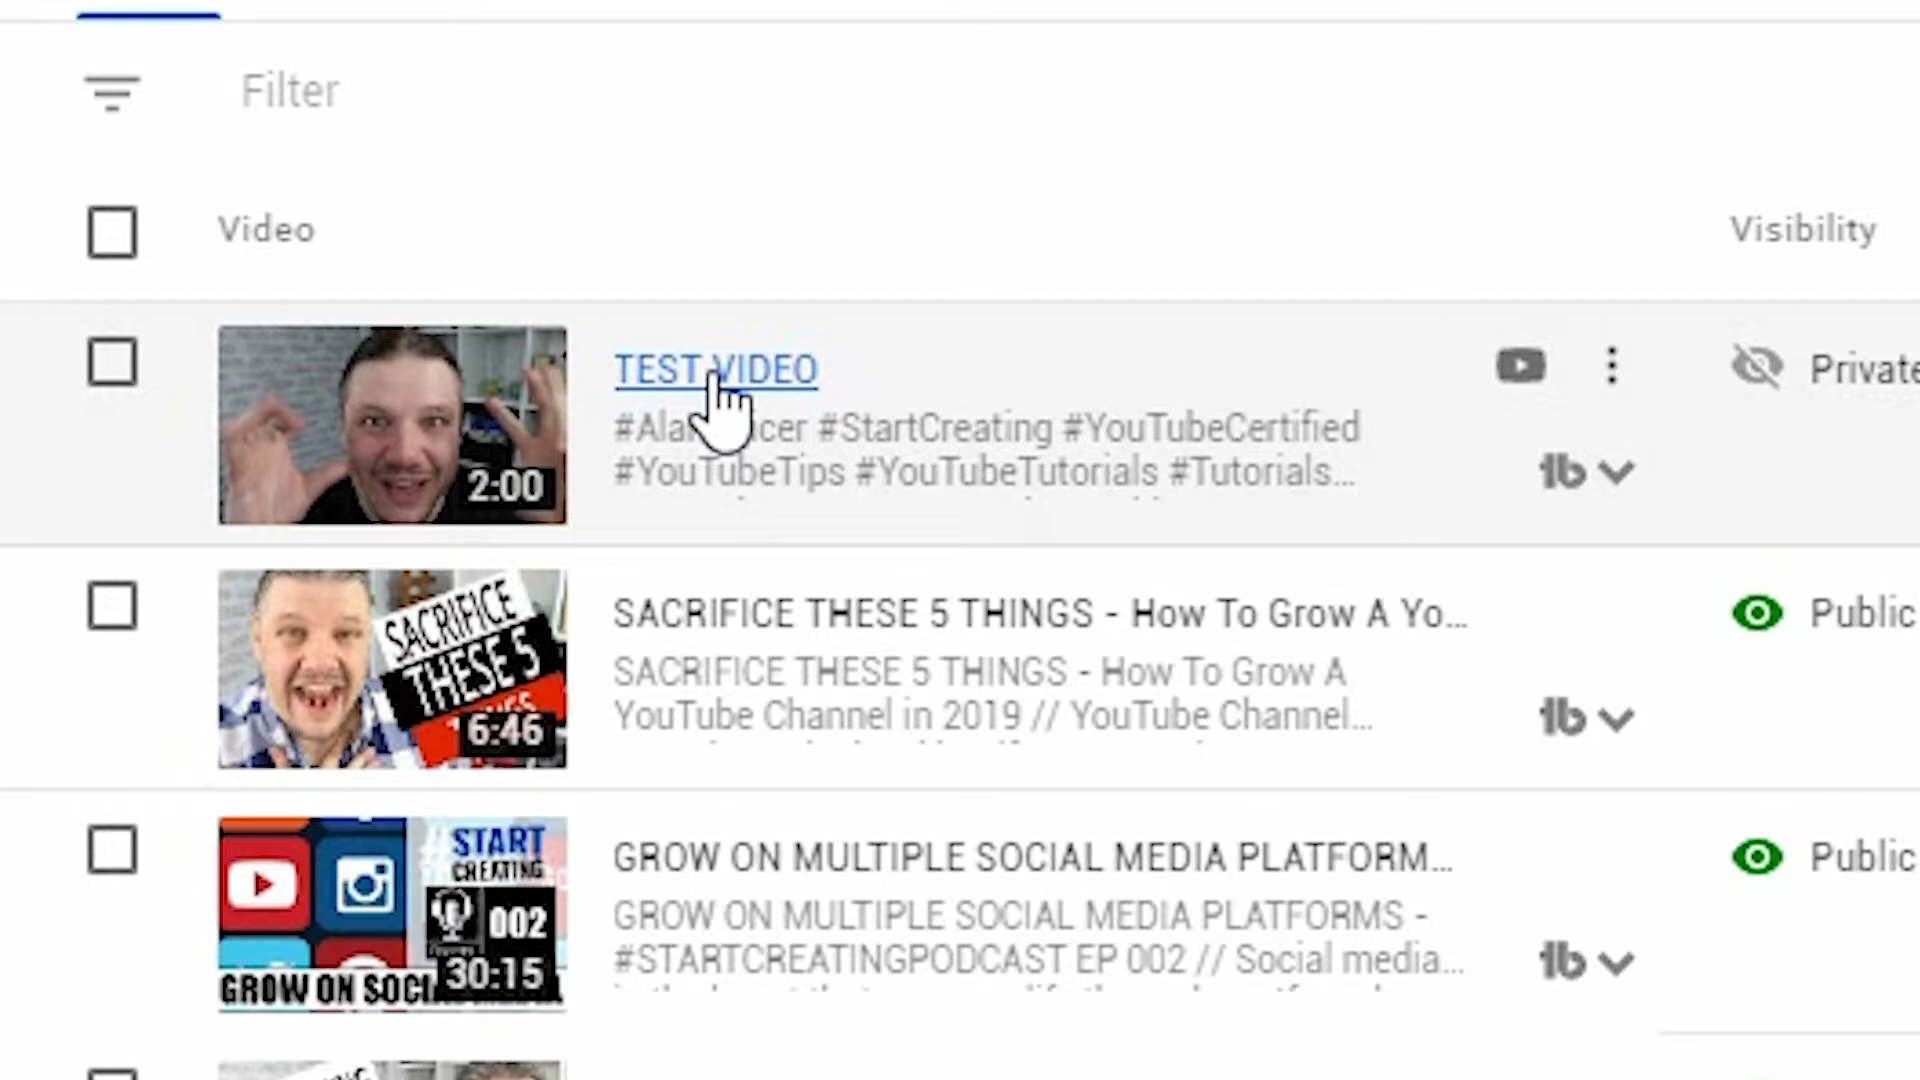 Filter
Video
Visibility
2:00
TEST VIDEO
#StartCreating #YouTubeCertified
#YouTubeTips #YouTubeTutorials #Tutorials...
Private
SACRIFICE
THESE 5
6:46
SACRIFICE THESE 5 THINGS - How To Grow A Yo...
SACRIFICE THESE 5 THINGS - How To Grow A
YouTube Channel in 2019 // YouTube Channel...
Public
START
CREATING
002
30:15
GROW ON
GROW ON MULTIPLE SOCIAL MEDIA PLATFORM...
GROW ON MULTIPLE SOCIAL MEDIA PLATFORMS -
#STARTCREATINGPODCAST EP 002 // Social media...
Public